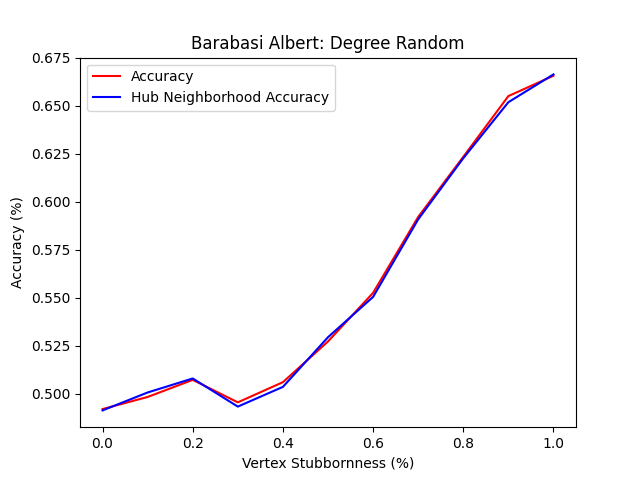 Barabasi Albert: Degree Random
Accuracy
Hub Neighborhood Accuracy
Accuracy (%)
0.675
0.650
0.625
0.600
0.575
0.550
0.525
0.500
0.0 0.2 0.4 0.6 0.8 1.0
Vertex Stubbornness (%)